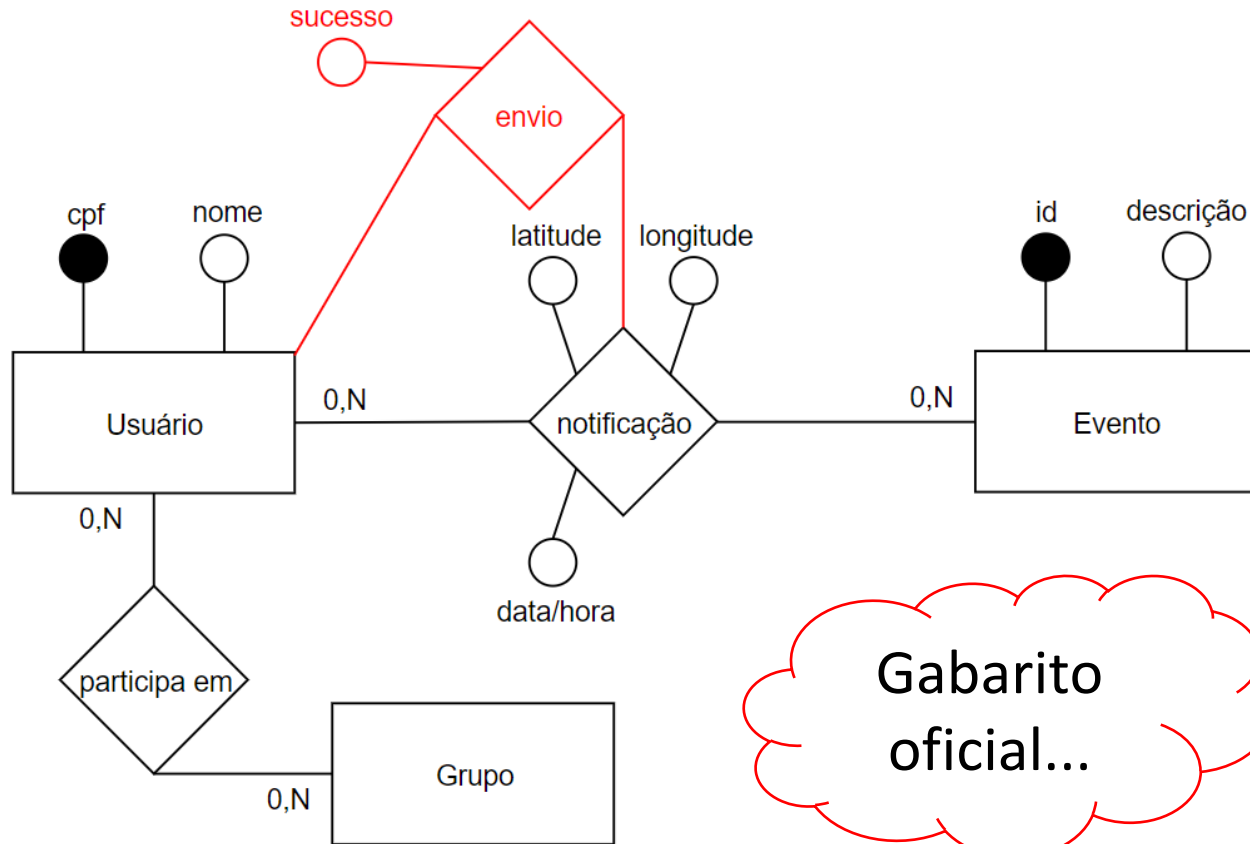 sucesso
envio
cpf
nome
latitude
longitude
id
descrição
0,N
0,N
Usuário
notificação
Evento
0,N
data/hora
participa em
Grupo
0,N
Gabarito
oficial...